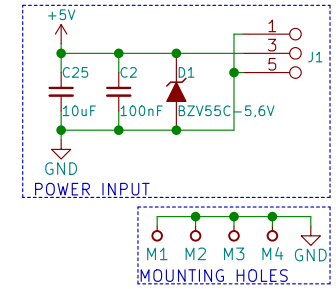 +5V
1
3
5
J1
C25
C2
D1
10uF
100nF
BZV55C-5,6V
GND
POWER INPUT
M1
M2
M3
M4
GND
MOUNTING HOLES